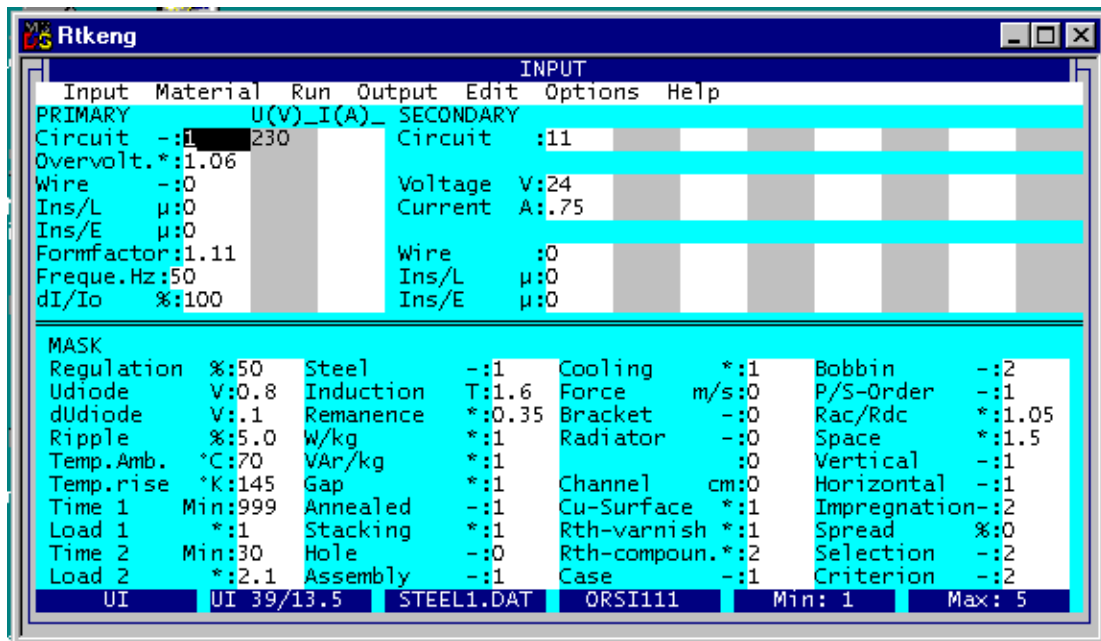 Rtkeng
INPUT
Input Material Run Output Edit Options Help
PRIMARY U(V)_I(A)_ SECONDARY
Circuit -:1 230 Circuit :11
Overvolt.*:1.06
Wire -:0 Voltage V:24
Ins/L µ:0 Current A:.75
Ins/E µ:0
Formfactor:1.11 Wire :0
Freque.Hz:50 Ins/L µ:0
dI/Io %:100 Ins/E µ:0
MASK
Regulation %:50 Steel -:1 Cooling *:1 Bobbin -:2
Udiode V:0.8 Induction T:1.6 Force m/s:0 P/S-Order -:1
dUdiode V:.1 Remanence *:0.35 Bracket -:0 Rac/Rdc *:1.05
Ripple %:5.0 W/kg *:1 Radiator -:0 Space *:1.5
Temp.Amb. °C:70 VAr/kg *:1 :0 Vertical -:1
Temp.rise °K:145 Gap *:1 Channel cm:0 Horizontal -:1
Time 1 Min:999 Annealed -:1 Cu-Surface *:1 Impregnation-:2
Load 1 *:1 Stacking *:1 Rth-varnish *:1 Spread %:0
Time 2 Min:30 Hole -:0 Rth-compoun.*:2 Selection -:2
Load 2 *:2.1 Assembly -:1 Case -:1 Criterion -:2
UI UI 39/13.5 STEEL1.DAT ORSI111 Min: 1 Max: 5